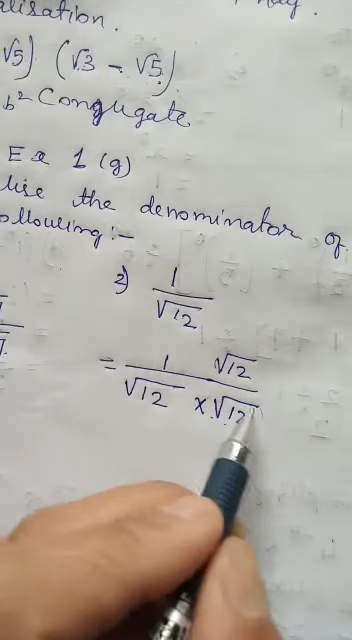 alisation.
√5) (√3 - √5)
b² Congugate
Ex 1(g)
lise the denominator of
ollowing:-
2) 1/√12
= 1/√12 × √12/√12